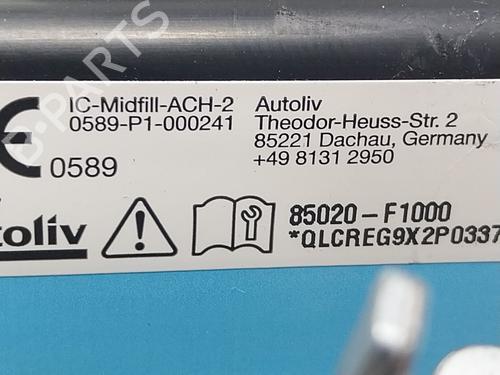 IC-Midfill-ACH-2 Autoliv
0589-P1-000241 Theodor-Heuss-Str. 2
85221 Dachau, Germany
0589 +49 8131 2950
toliv
85020-F1000
*QLCREG9X2P0337
B-PARTS